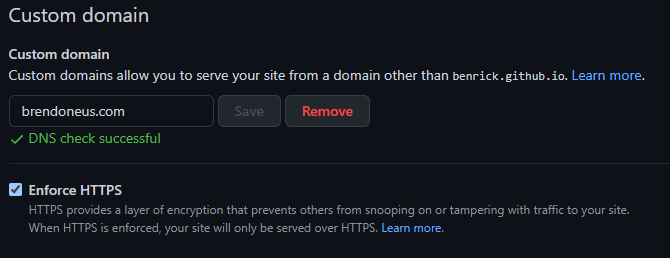 Custom domain
Custom domain
Custom domains allow you to serve your site from a domain other than benrick.github.io. Learn more.
brendoneus.com Save Remove
DNS check successful
Enforce HTTPS
HTTPS provides a layer of encryption that prevents others from snooping on or tampering with traffic to your site.
When HTTPS is enforced, your site will only be served over HTTPS. Learn more.